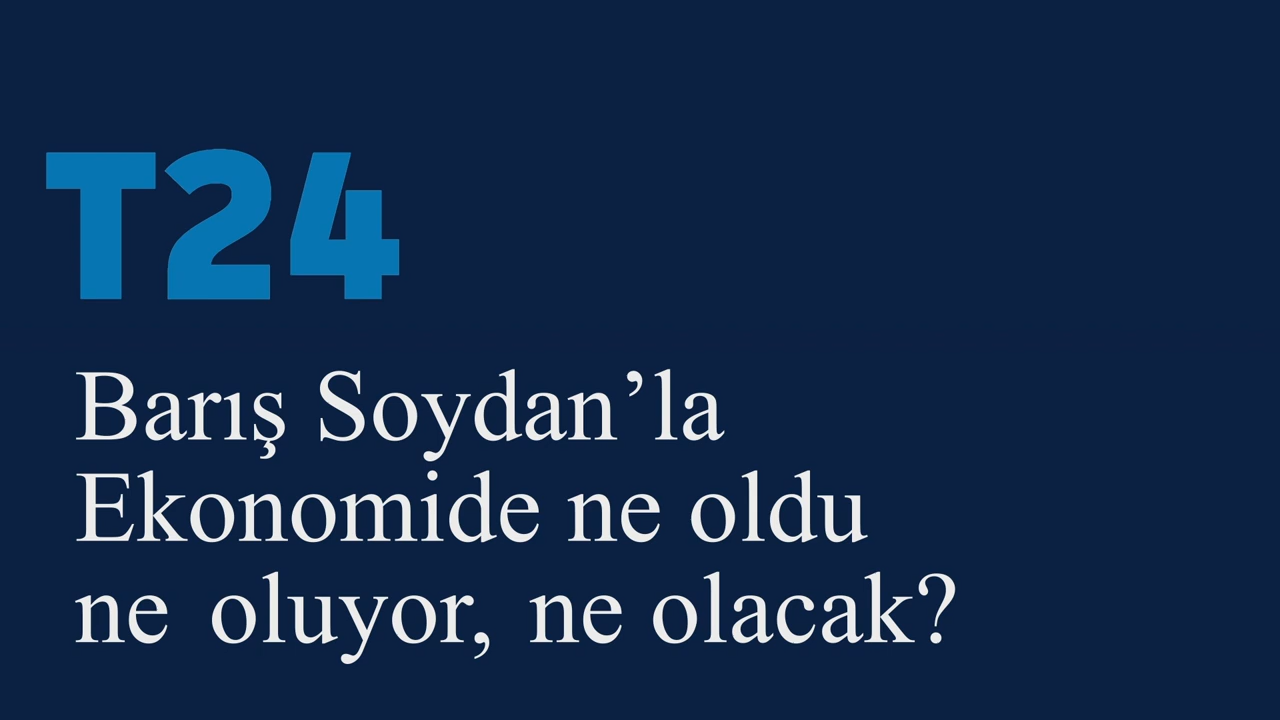 T24
Barış Soydan’la
Ekonomide ne oldu
ne oluyor, ne olacak?